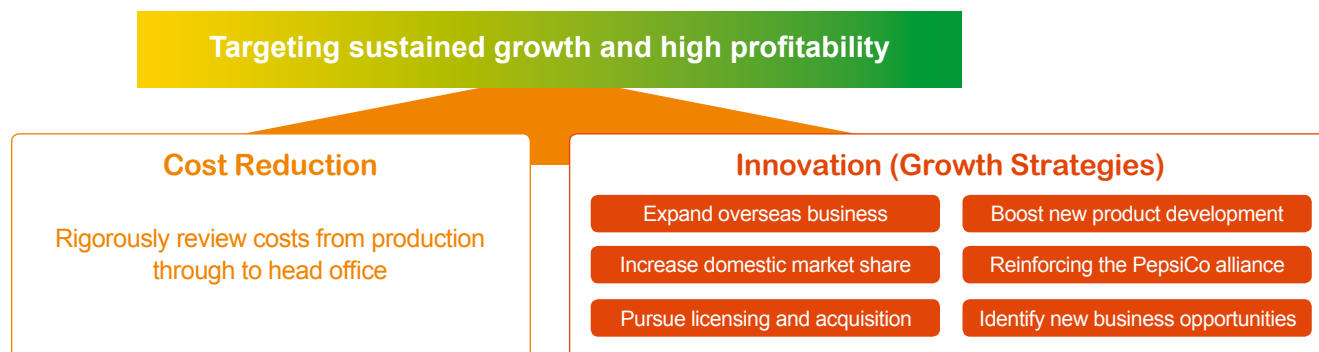 Targeting sustained growth and high profitability
Cost Reduction
Rigorously review costs from production
through to head office
Innovation (Growth Strategies)
Expand overseas business
Boost new product development
Increase domestic market share
Reinforcing the PepsiCo alliance
Pursue licensing and acquisition
Identify new business opportunities